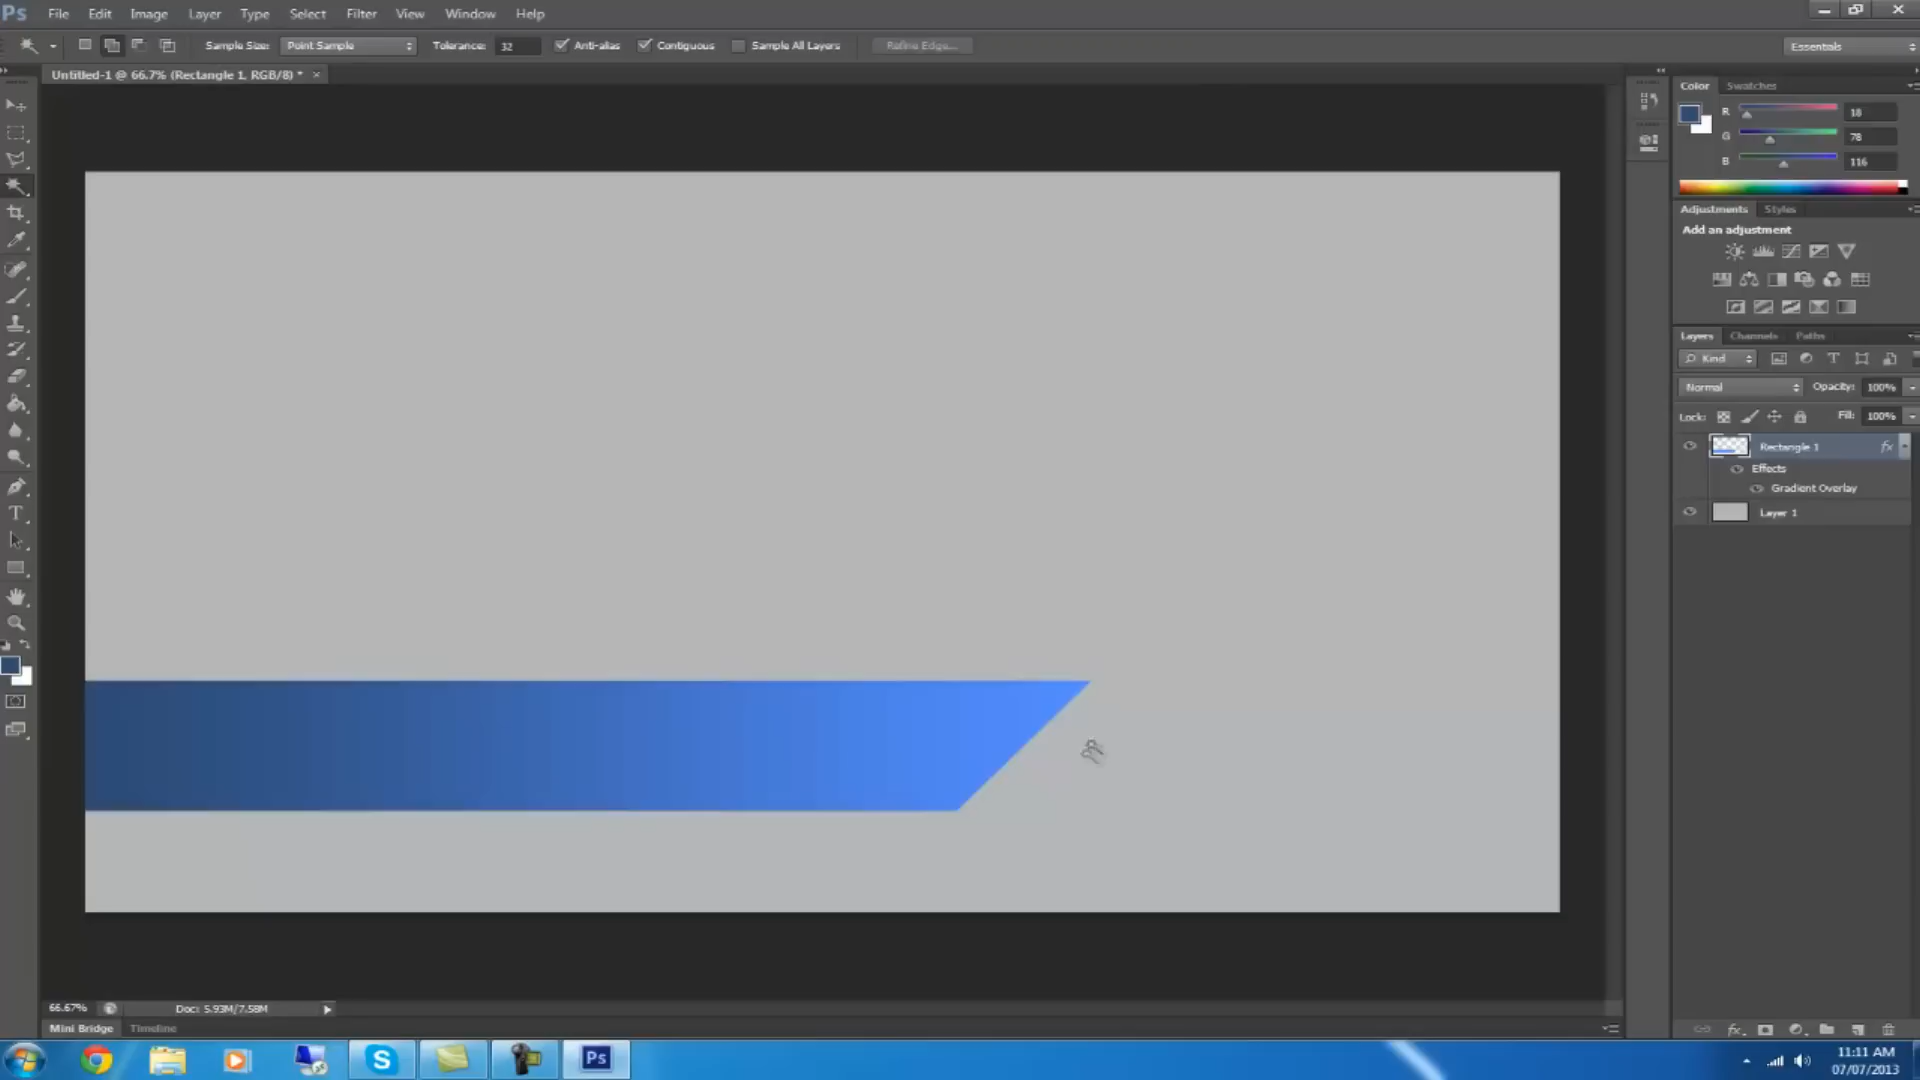 Ps File Edit Image Layer Type Select Filter View Window Help
Sample Size: Point Sample Tolerance: 32 Anti-alias Contiguous Sample All Layers Refine Edge... Essentials
Untitled-1 @ 66.7% (Rectangle 1, RGB/8) * ×
Color Swatches
R 18
G 78
B 116
Adjustments Styles
Add an adjustment
Layers Channels Paths
Kind T
Normal Opacity: 100%
Lock: Fill: 100%
Rectangle 1 fx
Effects
Gradient Overlay
Layer 1
T
66.67% Doc: 5.93M/7.58M
fx
Mini Bridge Timeline
S Ps
11:11 AM
07/07/2013